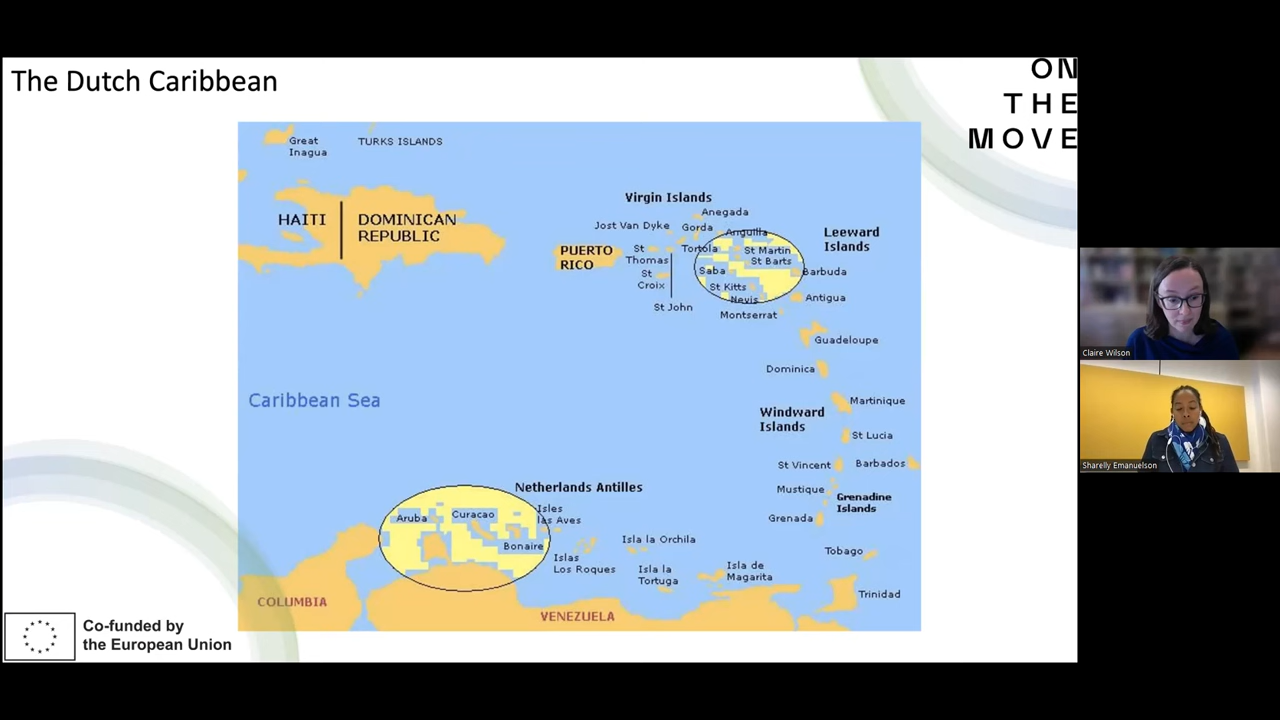 The Dutch Caribbean
ON
THE
MOVE
Great
Inagua
TURKS ISLANDS
HAITI
DOMINICAN
REPUBLIC
PUERTO
RICO
Virgin Islands
Anegada
Jost Van Dyke
Gorda
Anguilla
St
Thomas
Tortola
St Martin
St Barts
Leeward
Islands
Saba
Barbuda
St
Croix
St Kitts
Nevis
Antigua
St John
Montserrat
Guadeloupe
Dominica
Caribbean Sea
Martinique
Windward
Islands
St Lucia
St Vincent
Barbados
Mustique
Grenadine
Islands
Grenada
Netherlands Antilles
Aruba
Curacao
Isles
las Aves
Bonaire
Islas
Los Roques
Isla la Orchila
Isla la
Tortuga
Isla de
Magarita
Tobago
Trinidad
COLUMBIA
VENEZUELA
Co-funded by
the European Union
Claire Wilson
Sharelly Emanuelson